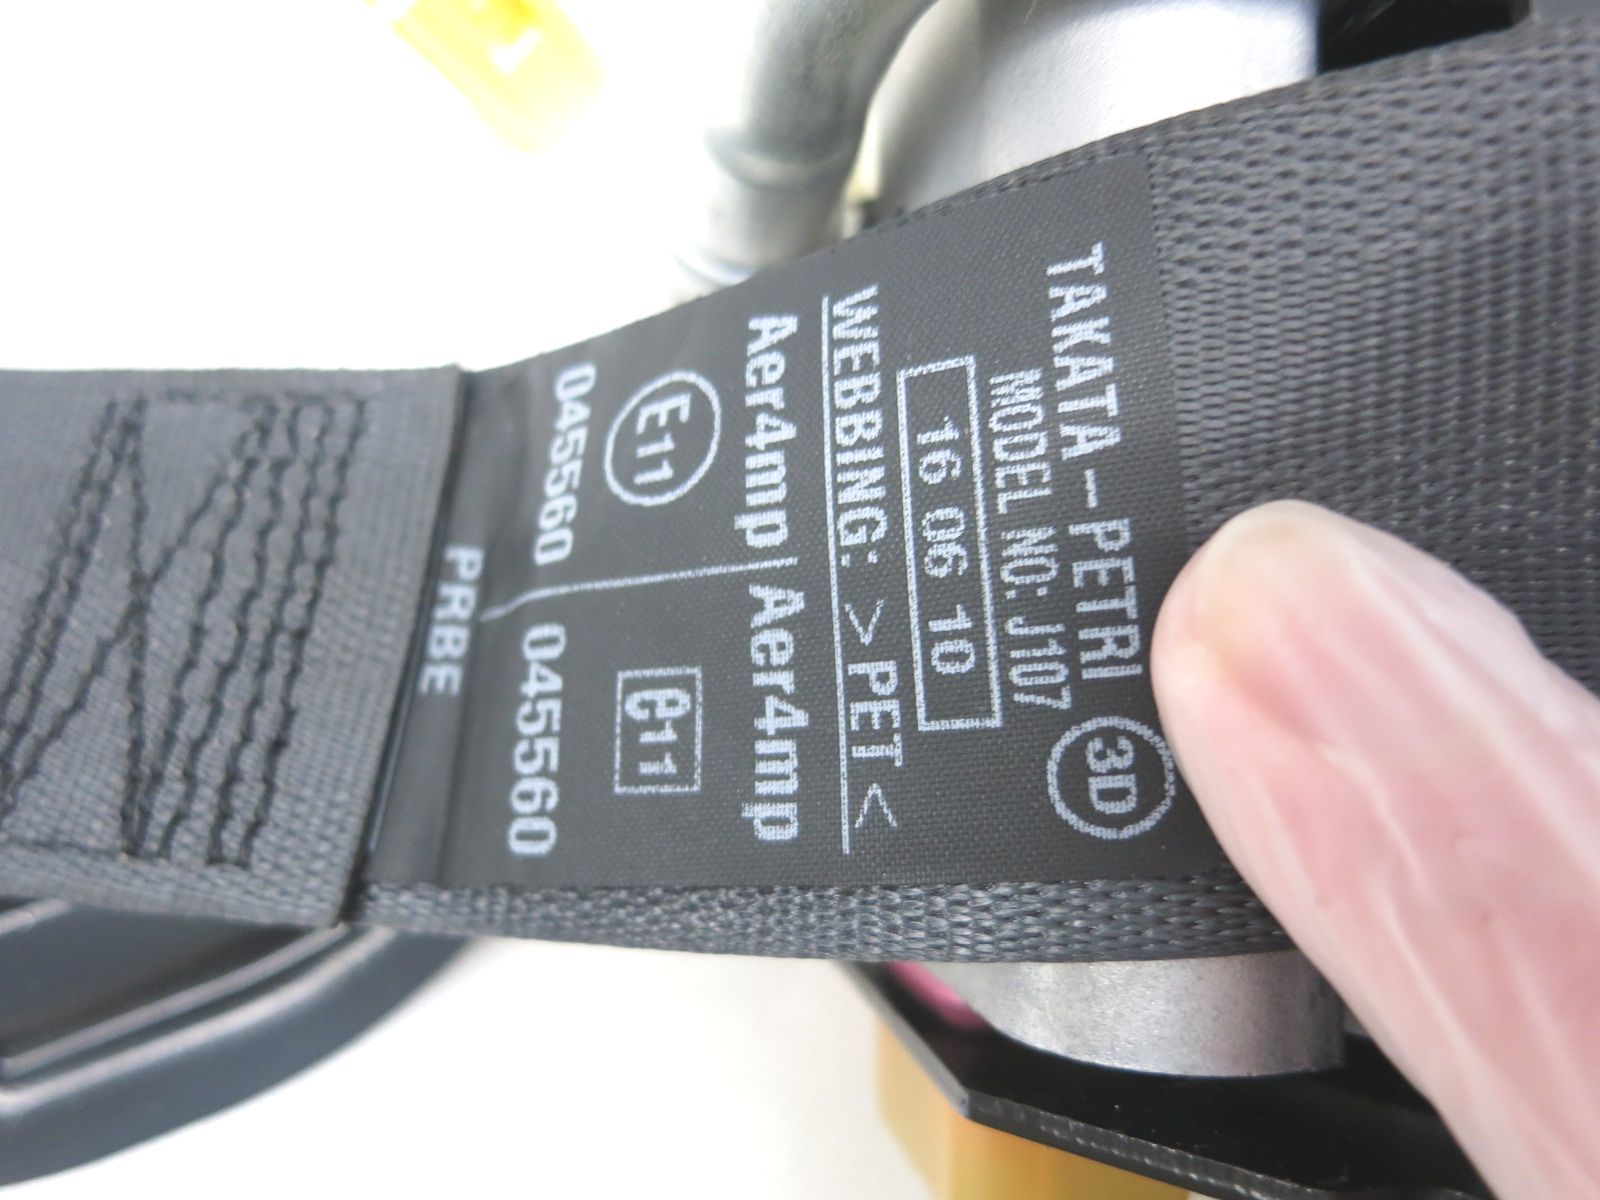 TAKATA-PETRI 3D
MODEL NO: J107
16 06 10
WEBBING: >PET<
Aer4mp Aer4mp
E11 e11
045560 045560
PRBE